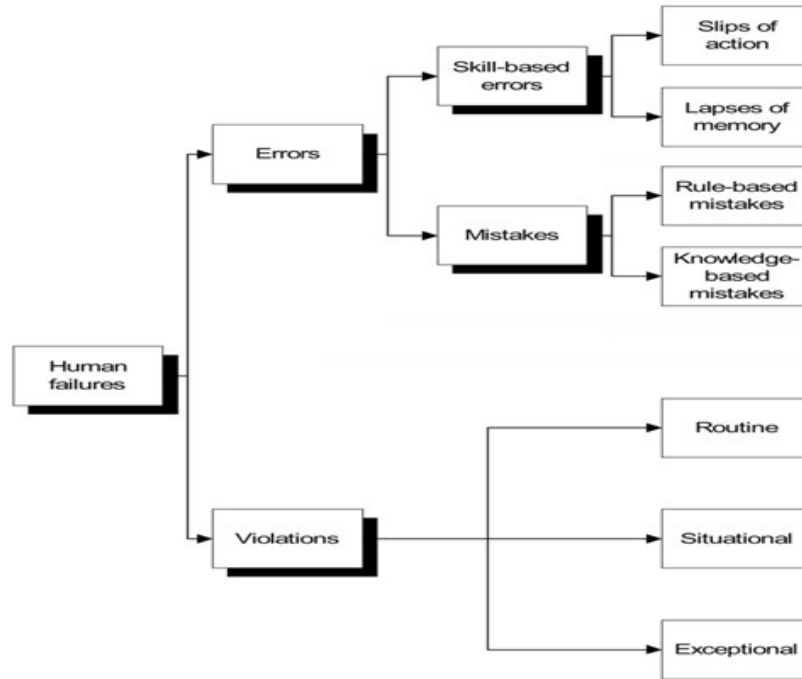 Slips of
action
Skill-based
errors
Lapses of
memory
Errors
Rule-based
mistakes
Mistakes
Knowledge-
based
mistakes
Human
failures
Routine
Violations
Situational
Exceptional